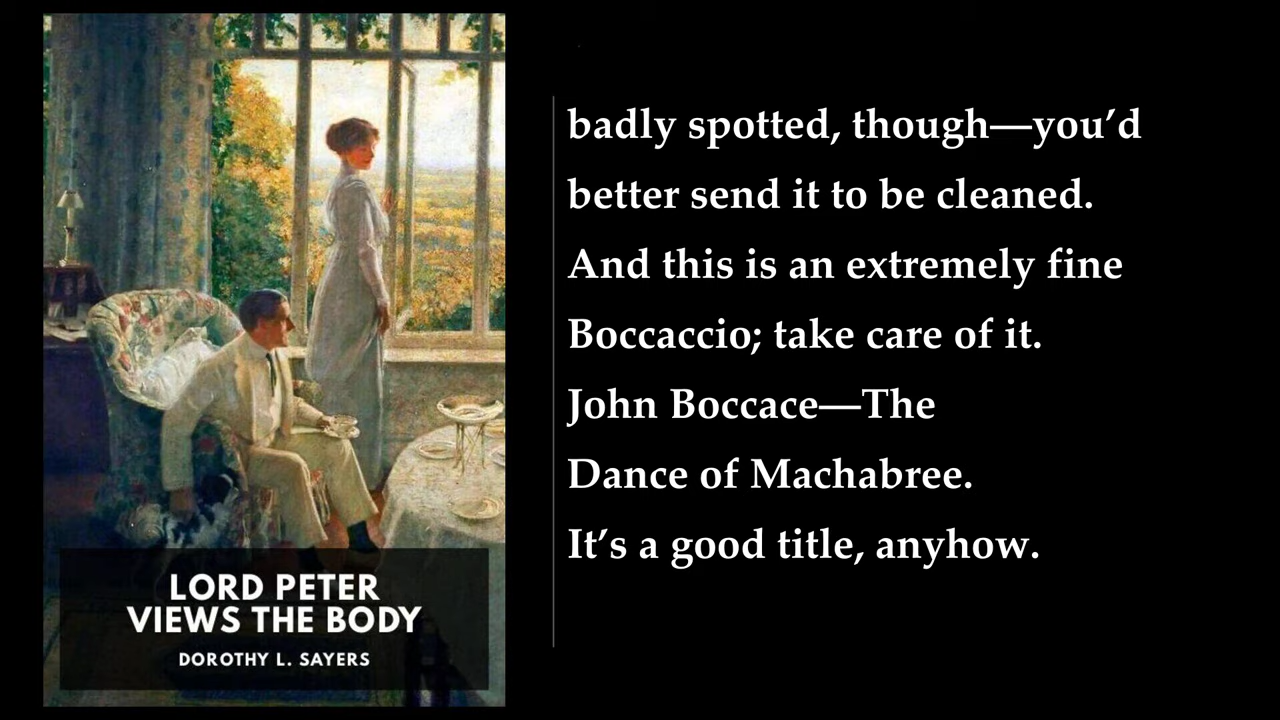 LORD PETER
VIEWS THE BODY
DOROTHY L. SAYERS
badly spotted, though—you’d
better send it to be cleaned.
And this is an extremely fine
Boccaccio; take care of it.
John Boccace—The
Dance of Machabree.
It’s a good title, anyhow.